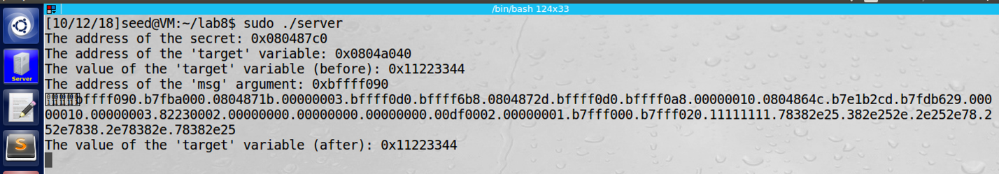 /bin/bash 124x33
[10/12/18]seed@VM:~/lab8$ sudo ./server
The address of the secret: 0x080487c0
The address of the 'target' variable: 0x0804a040
The value of the 'target' variable (before): 0x11223344
The address of the 'msg' argument: 0xbffff090
bffff090.b7fba000.0804871b.00000003.bffff0d0.bffff6b8.0804872d.bffff0d0.bffff0a8.00000010.0804864c.b7e1b2cd.b7fdb629.000
00010.00000003.82230002.00000000.00000000.00000000.00df0002.00000001.b7fff000.b7fff020.11111111.78382e25.382e252e.2e252e78.2
52e7838.2e78382e.78382e25
The value of the 'target' variable (after): 0x11223344
Server
S